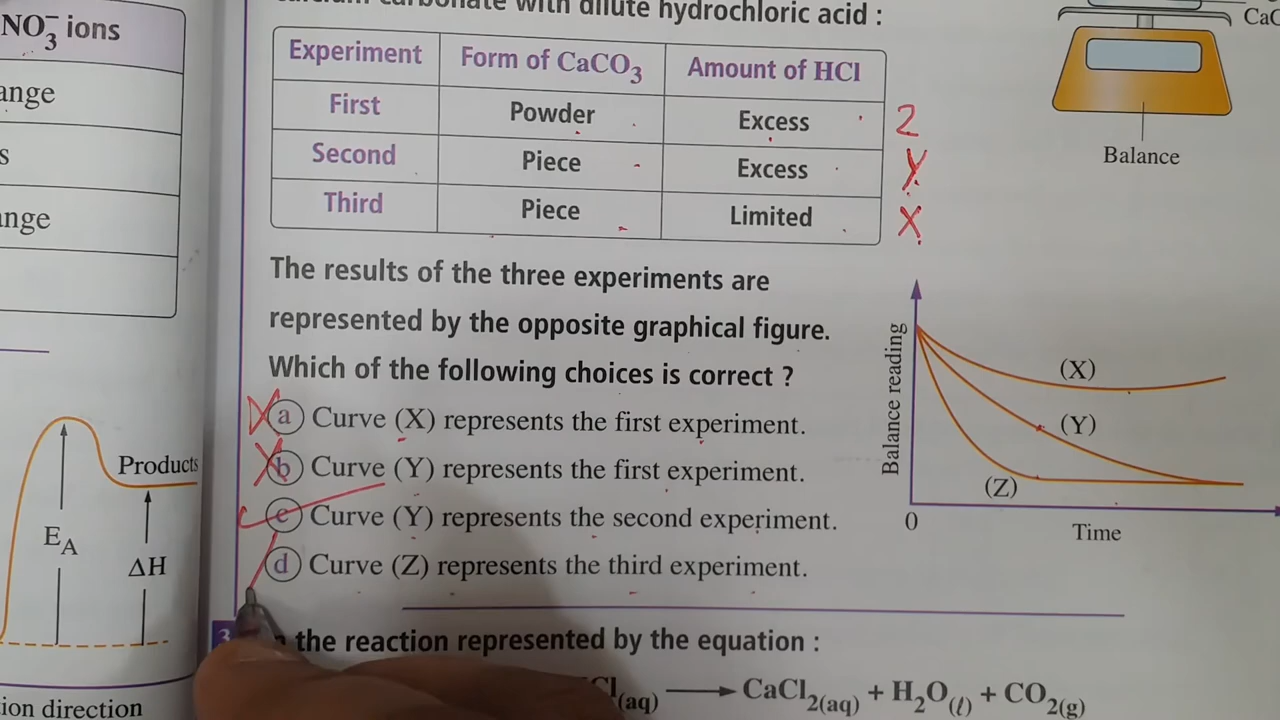 NO₃⁻ ions
ange
s
ange
Products
E_A
ΔH
ion direction
calcium carbonate with dilute hydrochloric acid :
Experiment Form of CaCO₃ Amount of HCl
First Powder Excess Z
Second Piece Excess Y
Third Piece Limited X
CaC
Balance
The results of the three experiments are
represented by the opposite graphical figure.
Which of the following choices is correct ?
a Curve (X) represents the first experiment.
b Curve (Y) represents the first experiment.
c Curve (Y) represents the second experiment.
d Curve (Z) represents the third experiment.
Balance reading
(X)
(Y)
(Z)
0
Time
3
the reaction represented by the equation :
Cl(aq) ⟶ CaCl₂(aq) + H₂O(ℓ) + CO₂(g)